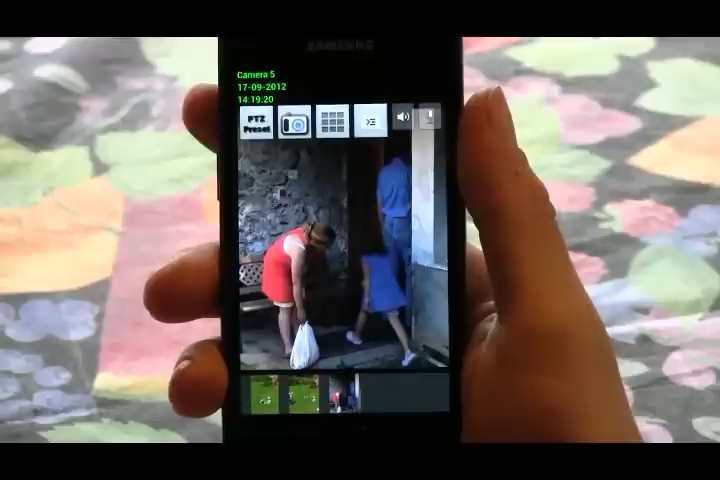 SAMSUNG
Camera 5
17-09-2012
14:19:20
PTZ
Preset